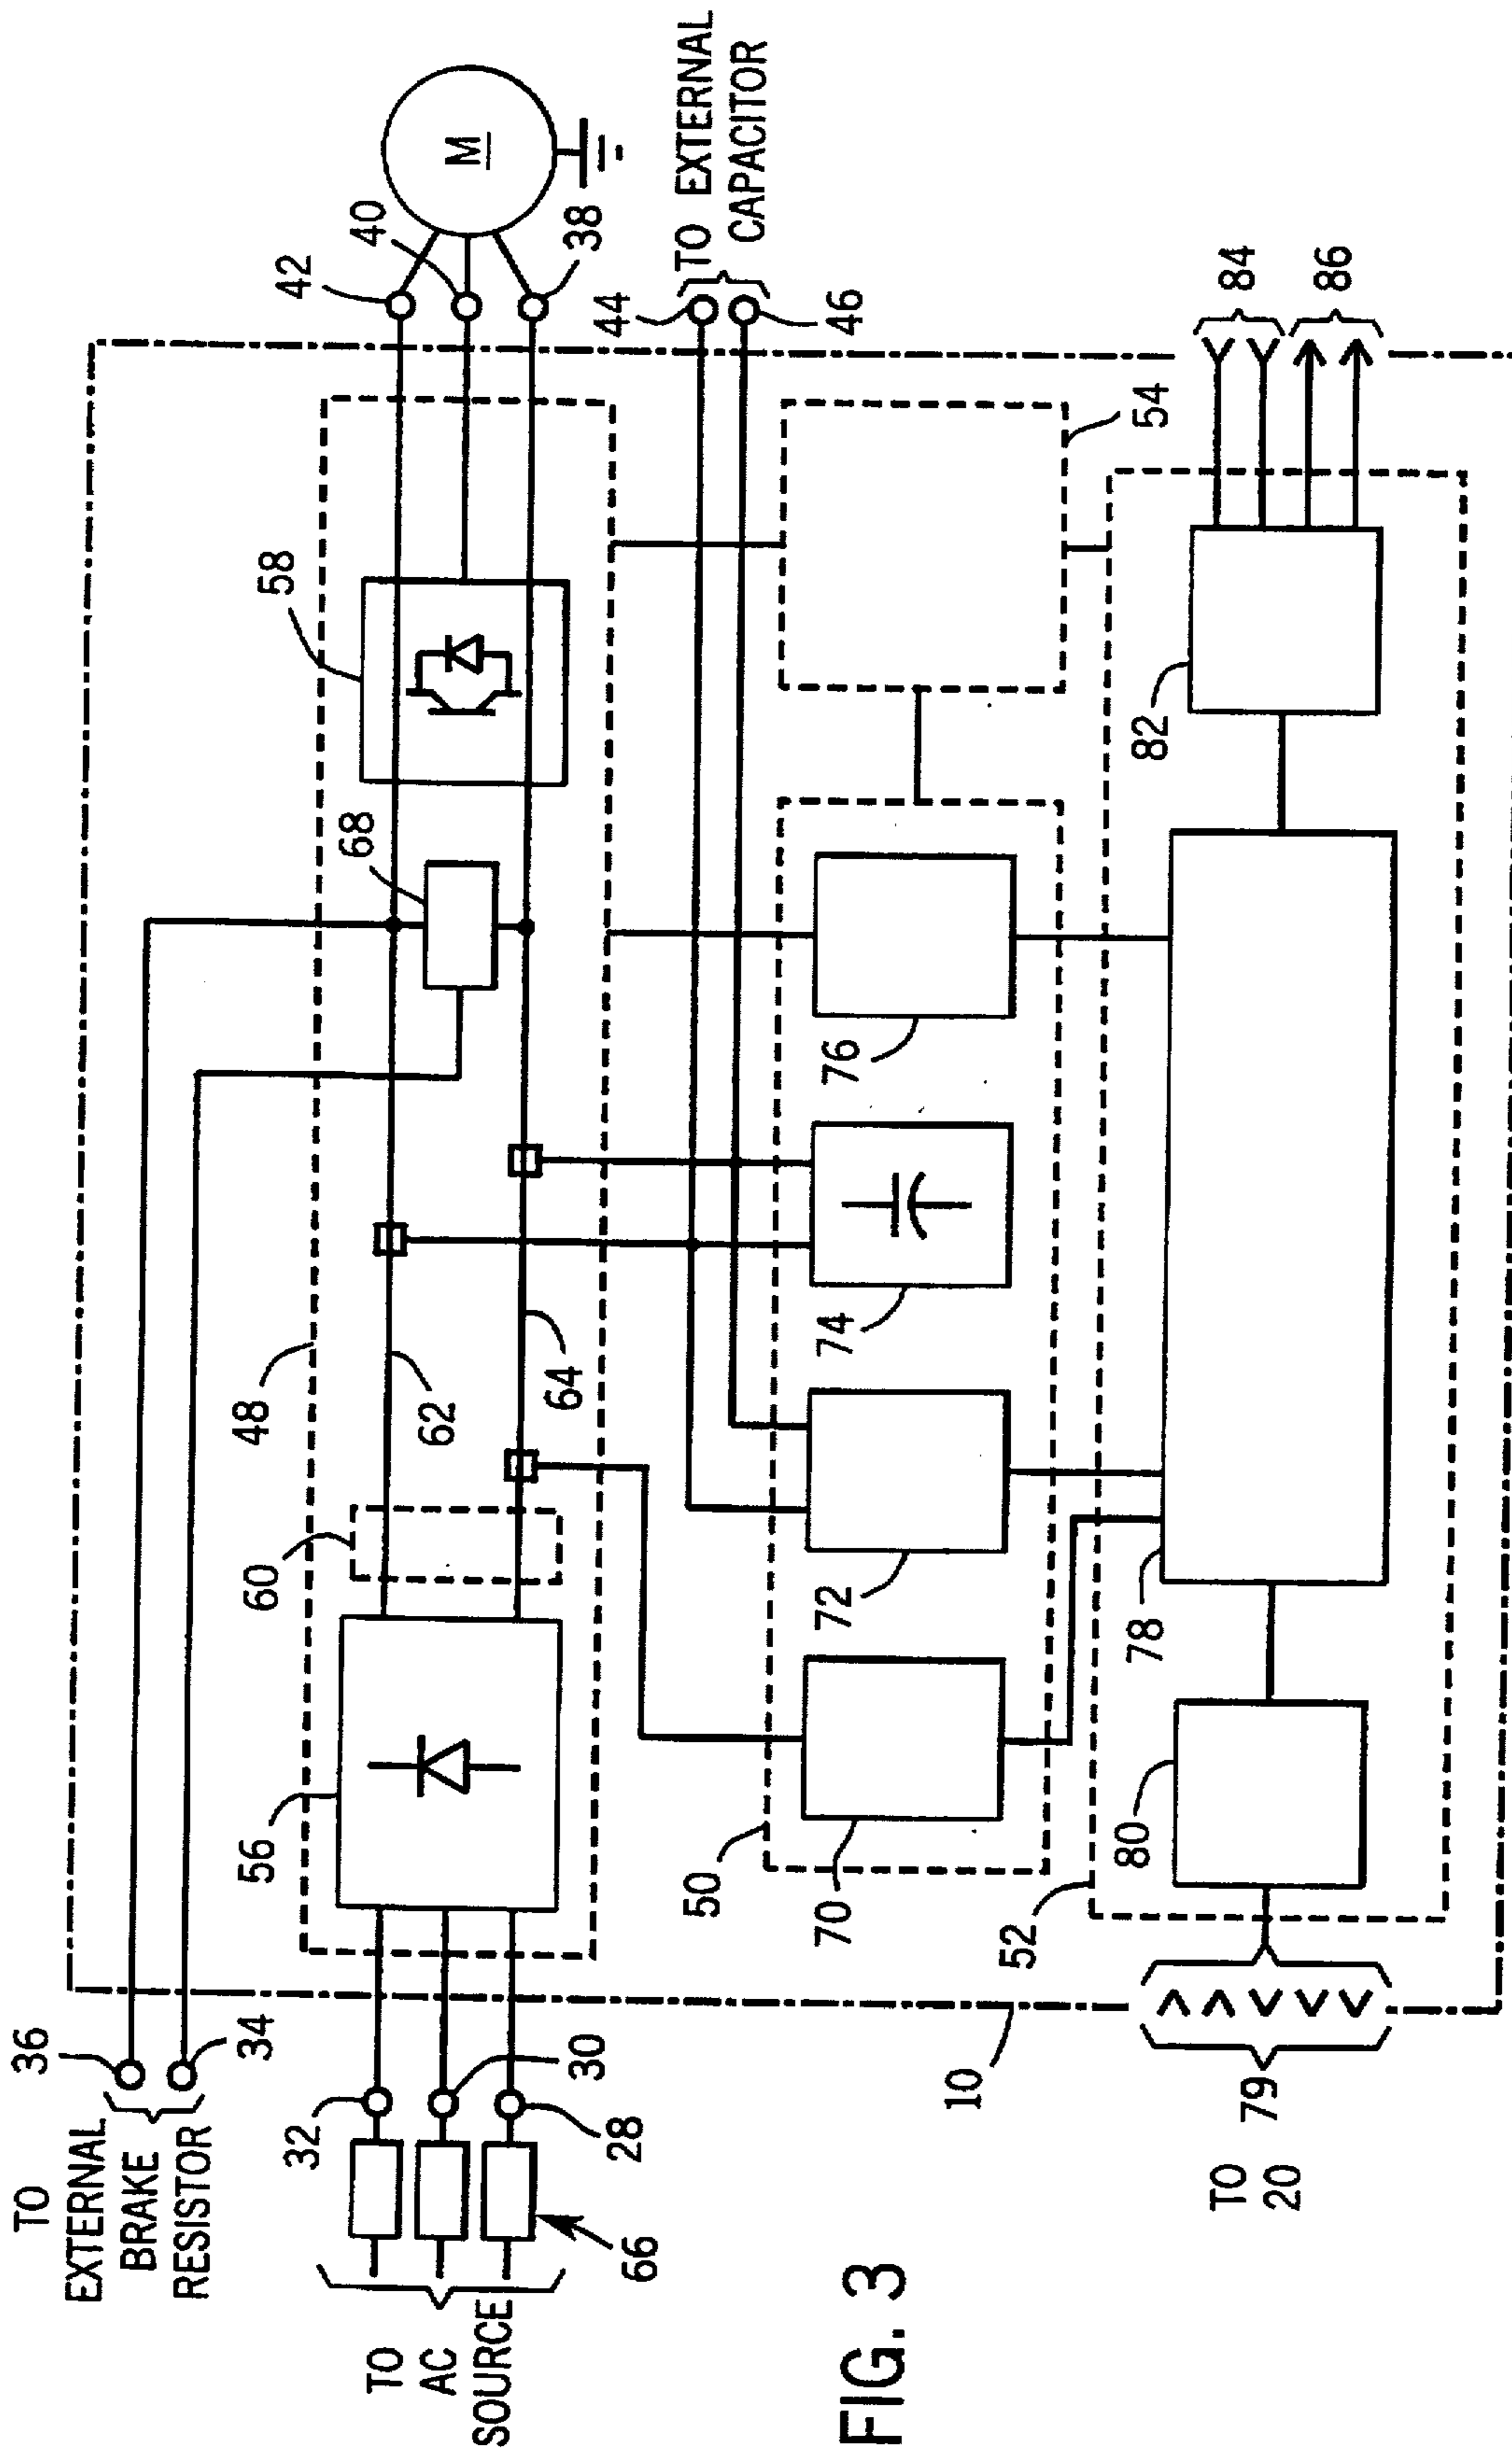 TO
EXTERNAL
BRAKE
RESISTOR
36
34
TO
AC
SOURCE
32
30
28
66
56
60
48
62
64
68
58
42
40
38
M
44
46
TO EXTERNAL
CAPACITOR
50
70
72
74
76
54
10
52
80
78
82
84
86
79
TO
20
FIG. 3